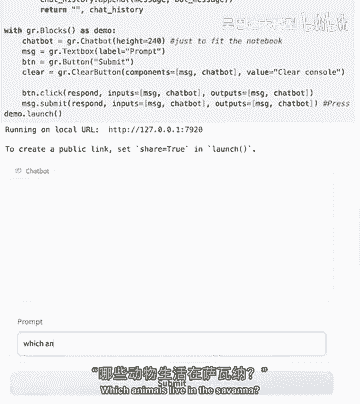 chat_history.append((message, bot_message))
return "", chat_history
with gr.Blocks() as demo:
chatbot = gr.Chatbot(height=240) #just to fit the notebook
msg = gr.Textbox(label="Prompt")
btn = gr.Button("Submit")
clear = gr.ClearButton(components=[msg, chatbot], value="Clear console")
btn.click(respond, inputs=[msg, chatbot], outputs=[msg, chatbot])
msg.submit(respond, inputs=[msg, chatbot], outputs=[msg, chatbot]) #Press
demo.launch()
Running on local URL: http://127.0.0.1:7920
To create a public link, set `share=True` in `launch()`.
Chatbot
Prompt
which an
“哪些动物生活在萨瓦纳？”
Submit
Which animals live in the savanna?